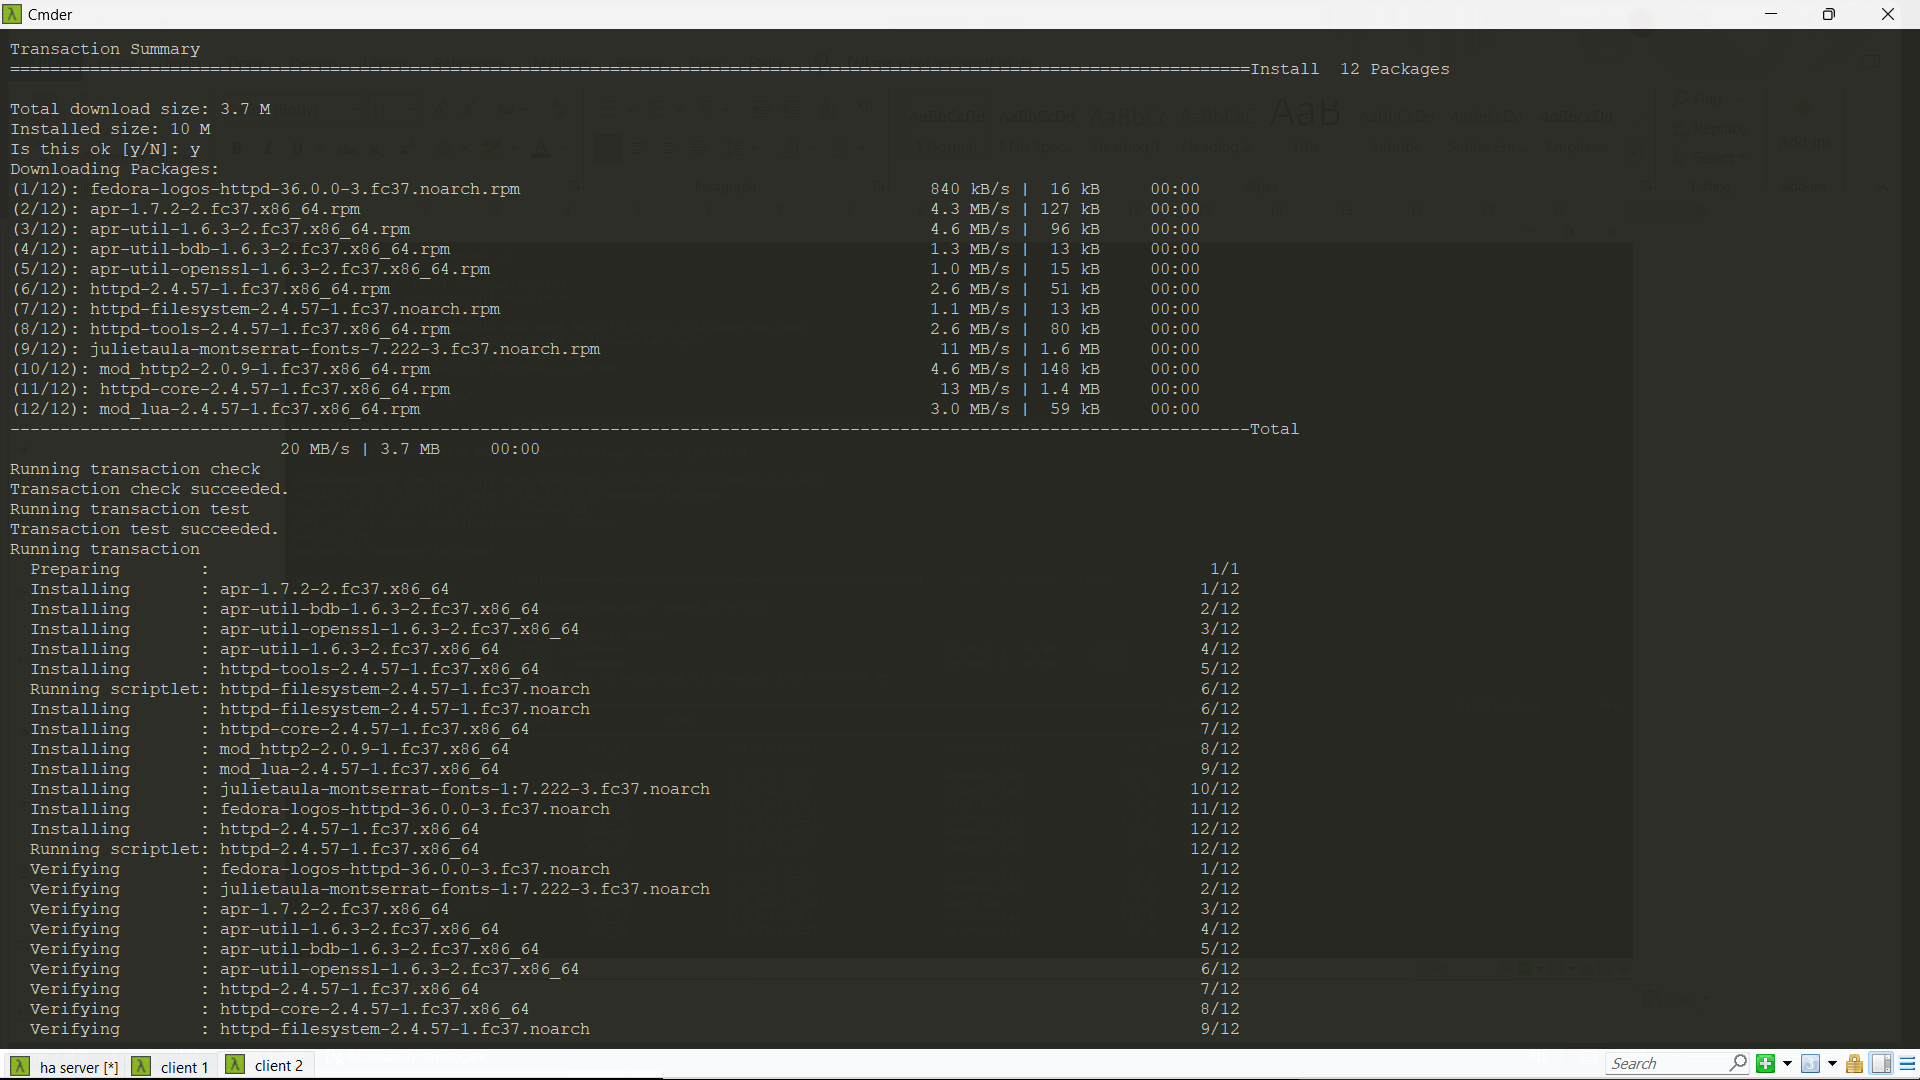 Cmder
Transaction Summary
============================================================================================================================Install  12 Packages
Total download size: 3.7 M
Installed size: 10 M
Is this ok [y/N]: y
Downloading Packages:
(1/12): fedora-logos-httpd-36.0.0-3.fc37.noarch.rpm 840 kB/s | 16 kB 00:00
(2/12): apr-1.7.2-2.fc37.x86_64.rpm 4.3 MB/s | 127 kB 00:00
(3/12): apr-util-1.6.3-2.fc37.x86_64.rpm 4.6 MB/s | 96 kB 00:00
(4/12): apr-util-bdb-1.6.3-2.fc37.x86_64.rpm 1.3 MB/s | 13 kB 00:00
(5/12): apr-util-openssl-1.6.3-2.fc37.x86_64.rpm 1.0 MB/s | 15 kB 00:00
(6/12): httpd-2.4.57-1.fc37.x86_64.rpm 2.6 MB/s | 51 kB 00:00
(7/12): httpd-filesystem-2.4.57-1.fc37.noarch.rpm 1.1 MB/s | 13 kB 00:00
(8/12): httpd-tools-2.4.57-1.fc37.x86_64.rpm 2.6 MB/s | 80 kB 00:00
(9/12): julietaula-montserrat-fonts-7.222-3.fc37.noarch.rpm 11 MB/s | 1.6 MB 00:00
(10/12): mod_http2-2.0.9-1.fc37.x86_64.rpm 4.6 MB/s | 148 kB 00:00
(11/12): httpd-core-2.4.57-1.fc37.x86_64.rpm 13 MB/s | 1.4 MB 00:00
(12/12): mod_lua-2.4.57-1.fc37.x86_64.rpm 3.0 MB/s | 59 kB 00:00
----------------------------------------------------------------------------------------------------------------------------Total
20 MB/s | 3.7 MB 00:00
Running transaction check
Transaction check succeeded.
Running transaction test
Transaction test succeeded.
Running transaction
Preparing : 1/1
Installing : apr-1.7.2-2.fc37.x86_64 1/12
Installing : apr-util-bdb-1.6.3-2.fc37.x86_64 2/12
Installing : apr-util-openssl-1.6.3-2.fc37.x86_64 3/12
Installing : apr-util-1.6.3-2.fc37.x86_64 4/12
Installing : httpd-tools-2.4.57-1.fc37.x86_64 5/12
Running scriptlet: httpd-filesystem-2.4.57-1.fc37.noarch 6/12
Installing : httpd-filesystem-2.4.57-1.fc37.noarch 6/12
Installing : httpd-core-2.4.57-1.fc37.x86_64 7/12
Installing : mod_http2-2.0.9-1.fc37.x86_64 8/12
Installing : mod_lua-2.4.57-1.fc37.x86_64 9/12
Installing : julietaula-montserrat-fonts-1:7.222-3.fc37.noarch 10/12
Installing : fedora-logos-httpd-36.0.0-3.fc37.noarch 11/12
Installing : httpd-2.4.57-1.fc37.x86_64 12/12
Running scriptlet: httpd-2.4.57-1.fc37.x86_64 12/12
Verifying : fedora-logos-httpd-36.0.0-3.fc37.noarch 1/12
Verifying : julietaula-montserrat-fonts-1:7.222-3.fc37.noarch 2/12
Verifying : apr-1.7.2-2.fc37.x86_64 3/12
Verifying : apr-util-1.6.3-2.fc37.x86_64 4/12
Verifying : apr-util-bdb-1.6.3-2.fc37.x86_64 5/12
Verifying : apr-util-openssl-1.6.3-2.fc37.x86_64 6/12
Verifying : httpd-2.4.57-1.fc37.x86_64 7/12
Verifying : httpd-core-2.4.57-1.fc37.x86_64 8/12
Verifying : httpd-filesystem-2.4.57-1.fc37.noarch 9/12
ha server [*] client 1 client 2 Search